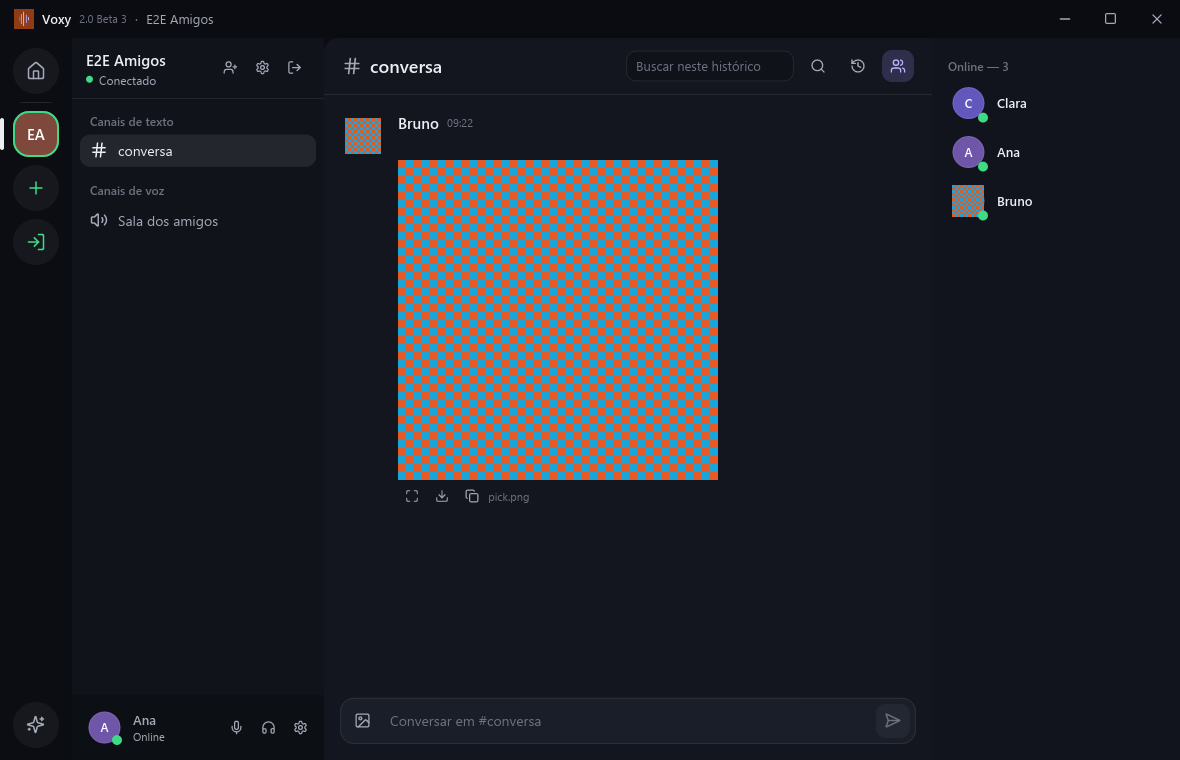 Voxy 2.0 Beta 3 · E2E Amigos
E2E Amigos
Conectado
EA
Canais de texto
conversa
Canais de voz
Sala dos amigos
A
Ana
Online
# conversa
Buscar neste histórico
Bruno 09:22
pick.png
Conversar em #conversa
Online — 3
C Clara
A Ana
Bruno